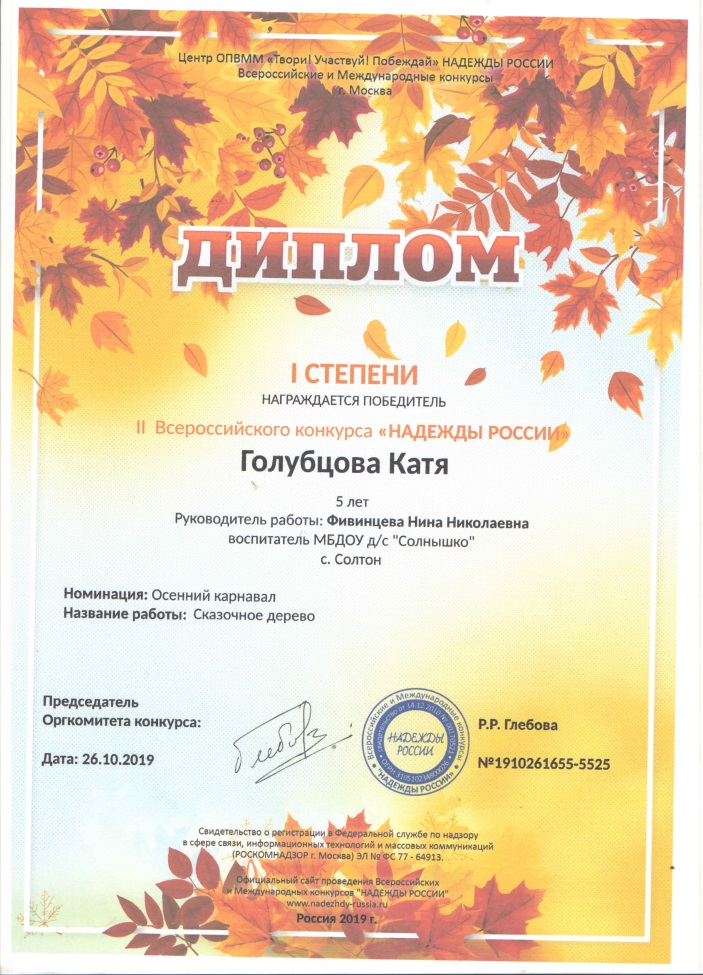 Центр ОПВММ «Твори! Участвуй! Побеждай» НАДЕЖДЫ РОССИИ
Всероссийские и Международные конкурсы
г. Москва
ДИПЛОМ
I СТЕПЕНИ
НАГРАЖДАЕТСЯ ПОБЕДИТЕЛЬ
II Всероссийского конкурса «НАДЕЖДЫ РОССИИ»
Голубцова Катя
5 лет
Руководитель работы: Фивинцева Нина Николаевна
воспитатель МБДОУ д/с "Солнышко"
с. Солтон
Номинация: Осенний карнавал
Название работы: Сказочное дерево
Председатель
Оргкомитета конкурса:
Р.Р. Глебова
Всероссийские и Международные конкурсы
"НАДЕЖДЫ РОССИИ"
НАДЕЖДЫ
РОССИИ
Дата: 26.10.2019
№1910261655-5525
Свидетельство о регистрации в Федеральной службе по надзору
в сфере связи, информационных технологий и массовых коммуникаций
(РОСКОМНАДЗОР г. Москва) ЭЛ № ФС 77 - 64913.
Официальный сайт проведения Всероссийских
и Международных конкурсов "НАДЕЖДЫ РОССИИ"
www.nadezhdy-russia.ru
Россия 2019 г.